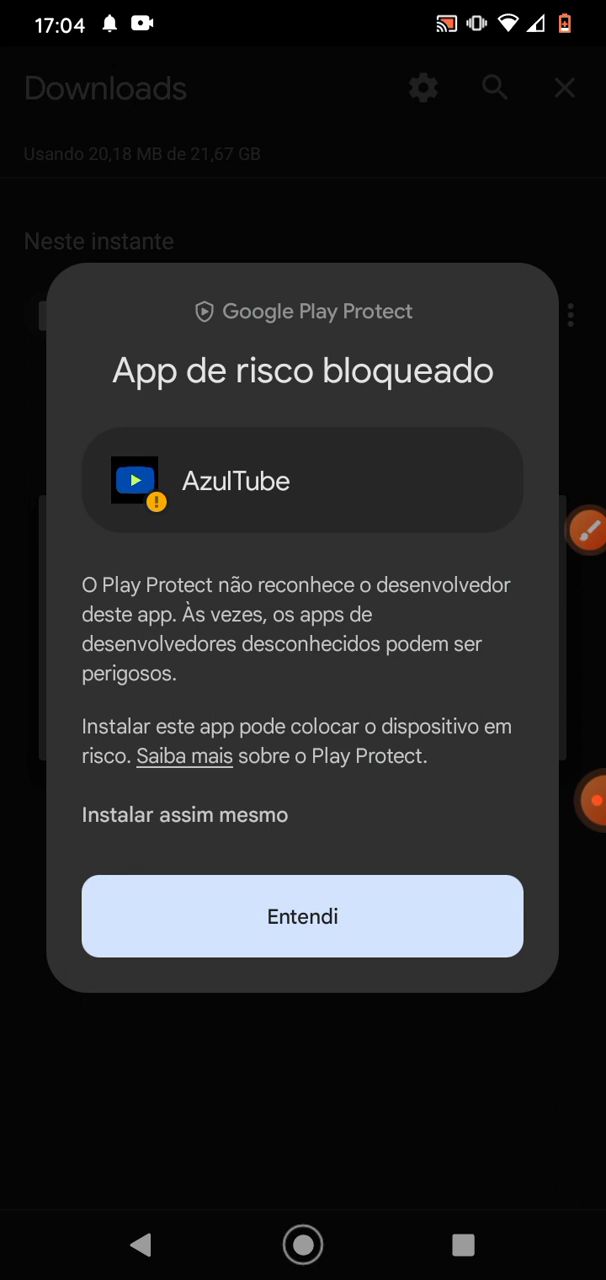 17:04
Downloads
Usando 20,18 MB de 21,67 GB
Neste instante
Google Play Protect
App de risco bloqueado
AzulTube
O Play Protect não reconhece o desenvolvedor
deste app. Às vezes, os apps de
desenvolvedores desconhecidos podem ser
perigosos.
Instalar este app pode colocar o dispositivo em
risco. Saiba mais sobre o Play Protect.
Instalar assim mesmo
Entendi